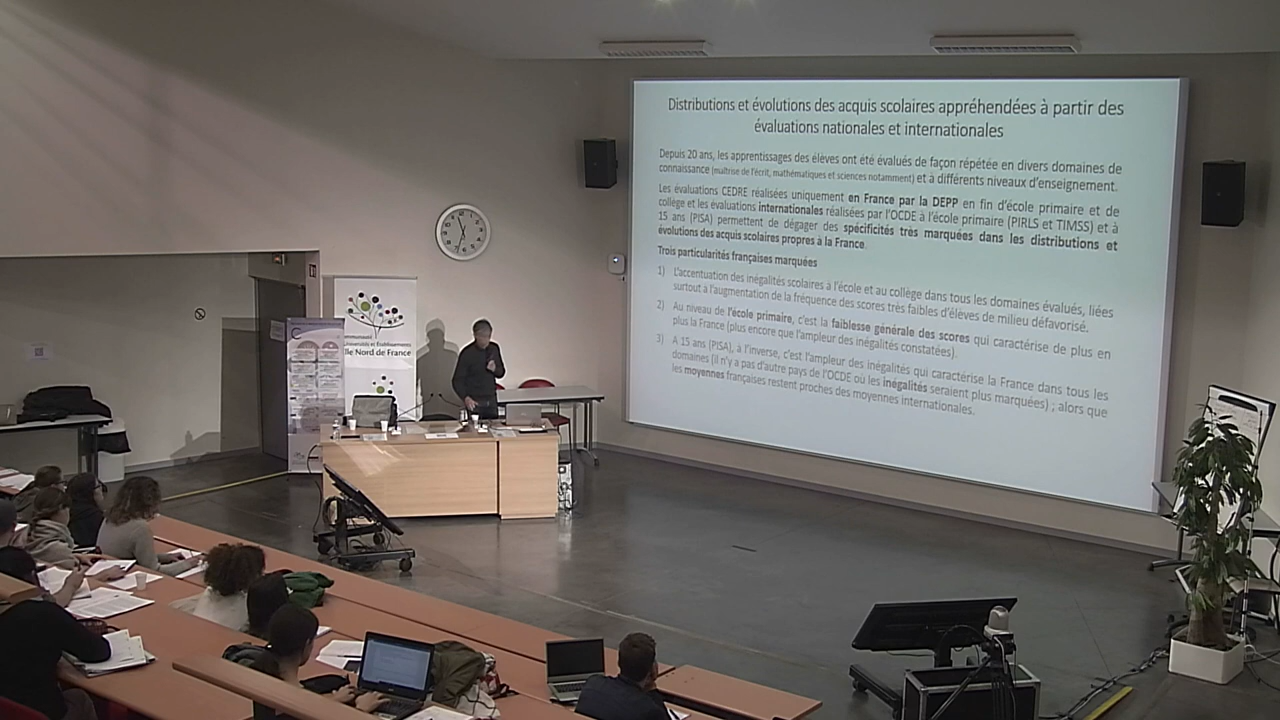 Distributions et évolutions des acquis scolaires appréhendées à partir des
évaluations nationales et internationales
Depuis 20 ans, les apprentissages des élèves ont été évalués de façon répétée en divers domaines de
connaissance (maîtrise de l'écrit, mathématiques et sciences notamment) et à différents niveaux d'enseignement.
Les évaluations CEDRE réalisées uniquement en France par la DEPP en fin d'école primaire et de
collège et les évaluations internationales réalisées par l'OCDE à l'école primaire (PIRLS et TIMSS) et à
15 ans (PISA) permettent de dégager des spécificités très marquées dans les distributions et
évolutions des acquis scolaires propres à la France.
Trois particularités françaises marquées
1) L'accentuation des inégalités scolaires à l'école et au collège dans tous les domaines évalués, liées
surtout à l'augmentation de la fréquence des scores très faibles d'élèves de milieu défavorisé.
2) Au niveau de l'école primaire, c'est la faiblesse générale des scores qui caractérise de plus en
plus la France (plus encore que l'ampleur des inégalités constatées).
3) A 15 ans (PISA), à l'inverse, c'est l'ampleur des inégalités qui caractérise la France dans tous les
domaines (il n'y a pas d'autre pays de l'OCDE où les inégalités seraient plus marquées) ; alors que
les moyennes françaises restent proches des moyennes internationales.
ille Nord de France